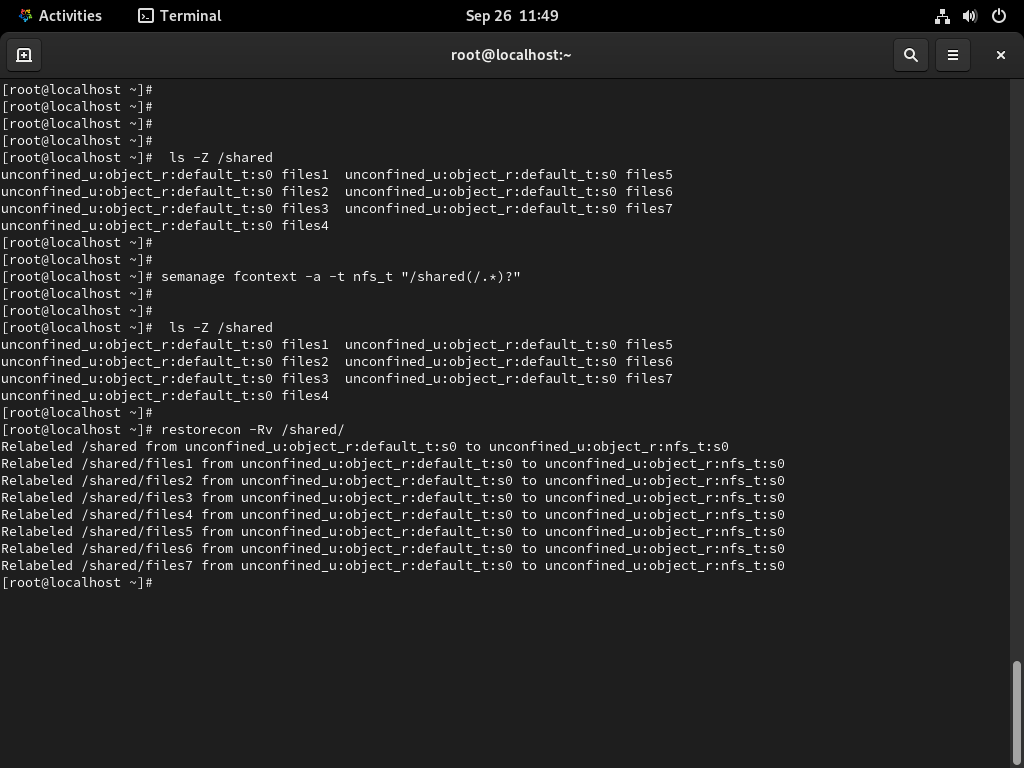 Activities Terminal Sep 26 11:49
root@localhost:~
[root@localhost ~]#
[root@localhost ~]#
[root@localhost ~]#
[root@localhost ~]#
[root@localhost ~]#  ls -Z /shared
unconfined_u:object_r:default_t:s0 files1  unconfined_u:object_r:default_t:s0 files5
unconfined_u:object_r:default_t:s0 files2  unconfined_u:object_r:default_t:s0 files6
unconfined_u:object_r:default_t:s0 files3  unconfined_u:object_r:default_t:s0 files7
unconfined_u:object_r:default_t:s0 files4
[root@localhost ~]#
[root@localhost ~]#
[root@localhost ~]# semanage fcontext -a -t nfs_t "/shared(/.*)?"
[root@localhost ~]#
[root@localhost ~]#
[root@localhost ~]#  ls -Z /shared
unconfined_u:object_r:default_t:s0 files1  unconfined_u:object_r:default_t:s0 files5
unconfined_u:object_r:default_t:s0 files2  unconfined_u:object_r:default_t:s0 files6
unconfined_u:object_r:default_t:s0 files3  unconfined_u:object_r:default_t:s0 files7
unconfined_u:object_r:default_t:s0 files4
[root@localhost ~]#
[root@localhost ~]# restorecon -Rv /shared/
Relabeled /shared from unconfined_u:object_r:default_t:s0 to unconfined_u:object_r:nfs_t:s0
Relabeled /shared/files1 from unconfined_u:object_r:default_t:s0 to unconfined_u:object_r:nfs_t:s0
Relabeled /shared/files2 from unconfined_u:object_r:default_t:s0 to unconfined_u:object_r:nfs_t:s0
Relabeled /shared/files3 from unconfined_u:object_r:default_t:s0 to unconfined_u:object_r:nfs_t:s0
Relabeled /shared/files4 from unconfined_u:object_r:default_t:s0 to unconfined_u:object_r:nfs_t:s0
Relabeled /shared/files5 from unconfined_u:object_r:default_t:s0 to unconfined_u:object_r:nfs_t:s0
Relabeled /shared/files6 from unconfined_u:object_r:default_t:s0 to unconfined_u:object_r:nfs_t:s0
Relabeled /shared/files7 from unconfined_u:object_r:default_t:s0 to unconfined_u:object_r:nfs_t:s0
[root@localhost ~]#